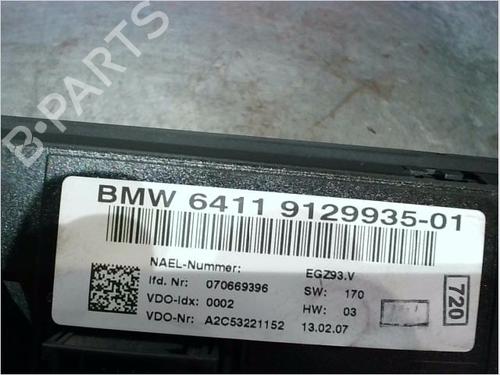 B-PARTS
BMW 6411 9129935-01
NAEL-Nummer: EGZ93.V
lfd. Nr: 070669396 SW: 170
VDO-Idx: 0002 HW: 03
VDO-Nr: A2C53221152 13.02.07
720